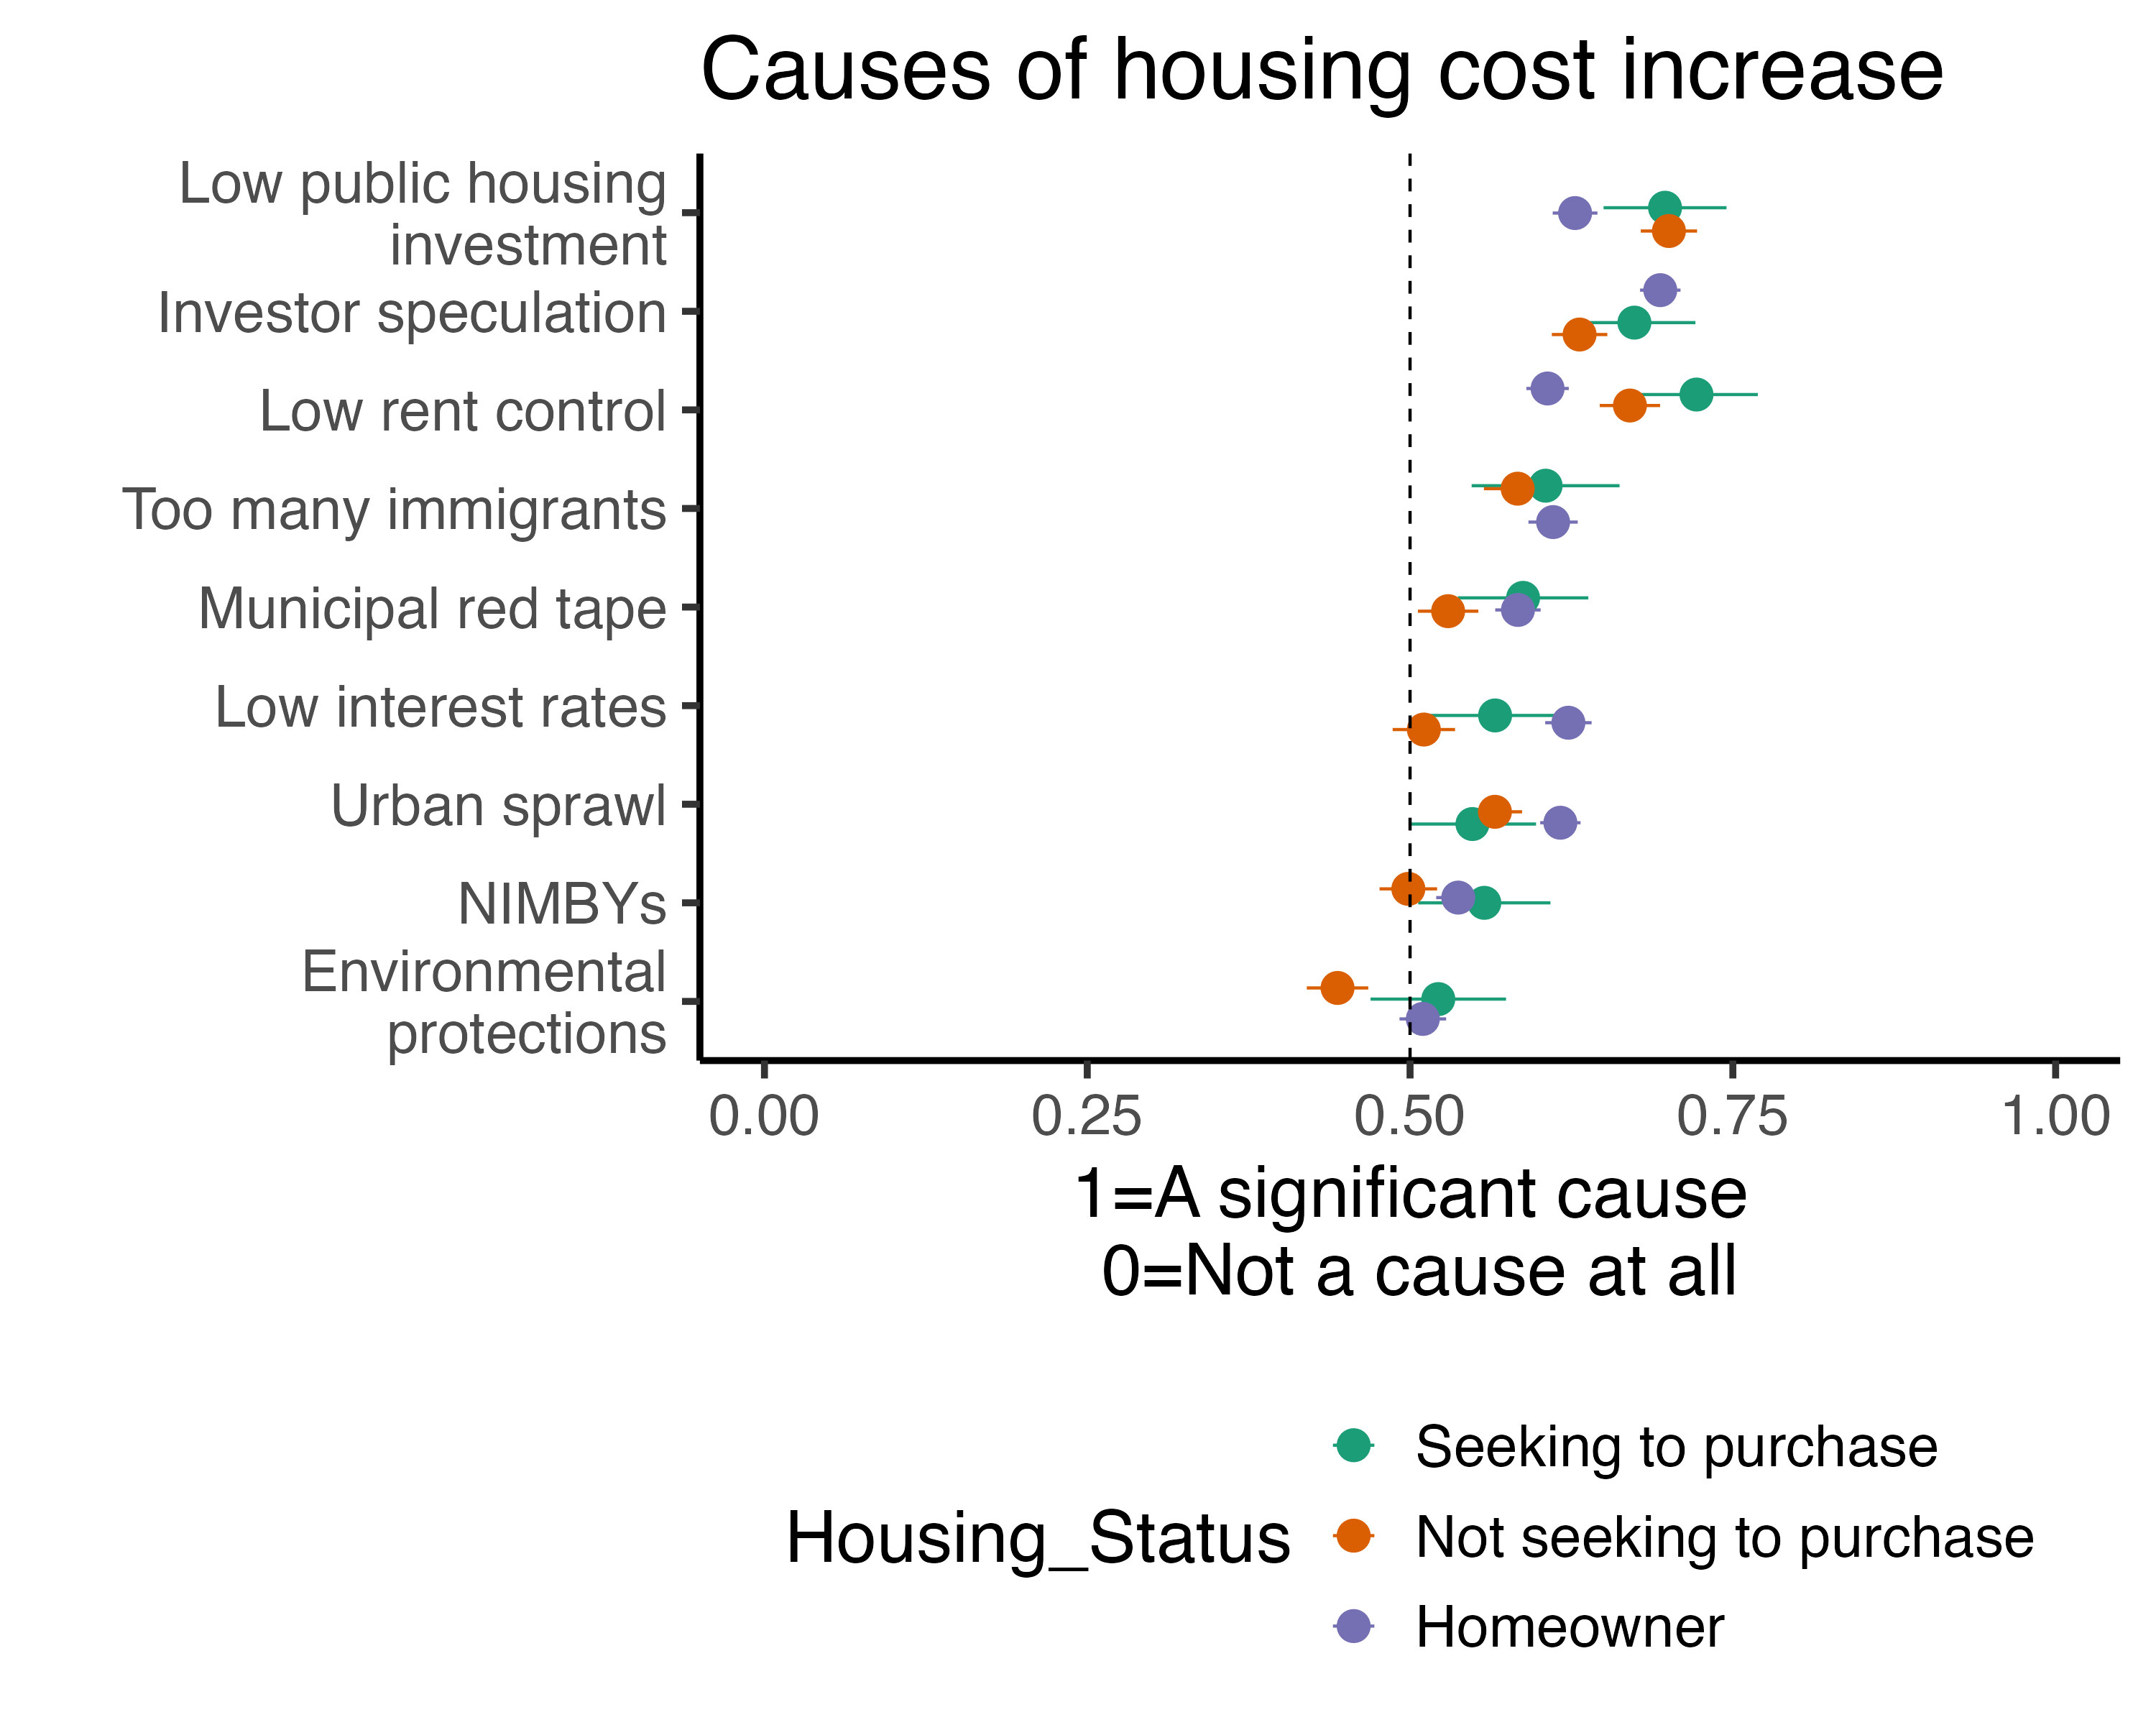 Causes of housing cost increase
Low public housing
investment
Investor speculation
Low rent control
Too many immigrants
Municipal red tape
Low interest rates
Urban sprawl
NIMBYs
Environmental
protections
0.00 0.25 0.50 0.75 1.00
1=A significant cause
0=Not a cause at all
Housing_Status
Seeking to purchase
Not seeking to purchase
Homeowner